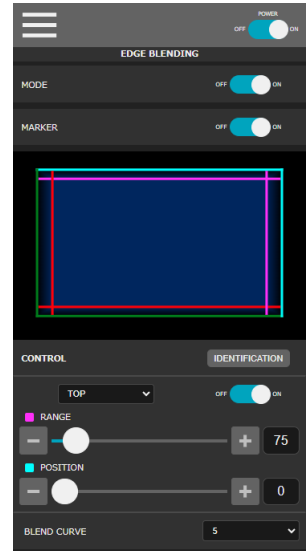 POWER
OFF ON
EDGE BLENDING
MODE OFF ON
MARKER OFF ON
CONTROL IDENTIFICATION
TOP OFF ON
RANGE
− + 75
POSITION
− + 0
BLEND CURVE 5